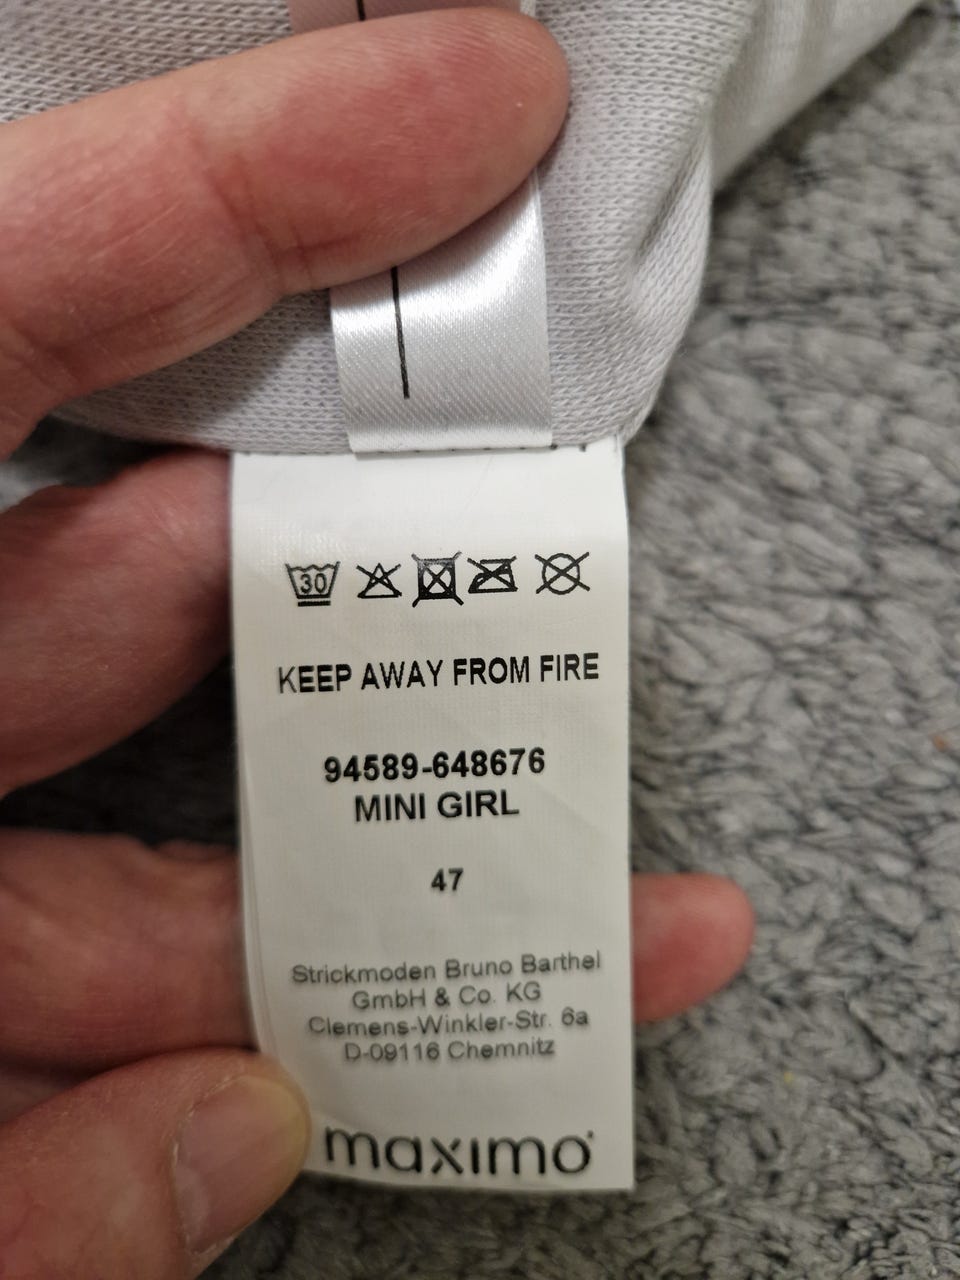 30
KEEP AWAY FROM FIRE
94589-648676
MINI GIRL
47
Strickmoden Bruno Barthel
GmbH & Co. KG
Clemens-Winkler-Str. 6a
D-09116 Chemnitz
maximo